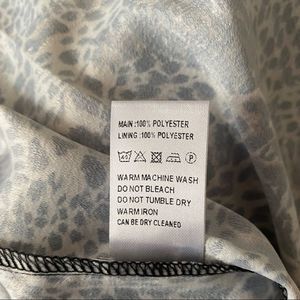 MAIN :100% POLYESTER
LINING :100% POLYESTER
40 P
WARM MACHINE WASH
DO NOT BLEACH
DO NOT TUMBLE DRY
WARM IRON
CAN BE DRY CLEANED